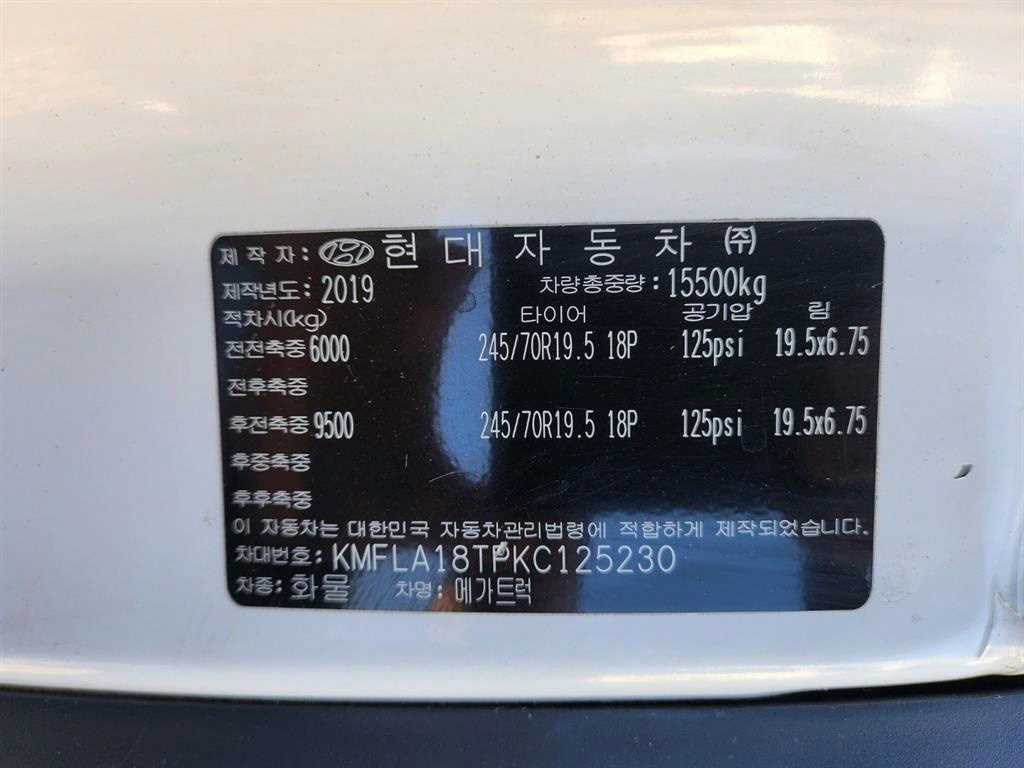 제작자: 현대자동차 ㈜
제작년도: 2019 차량총중량: 15500kg
적차시(kg) 타이어 공기압 림
전전축중 6000 245/70R19.5 18P 125psi 19.5x6.75
전후축중
후전축중 9500 245/70R19.5 18P 125psi 19.5x6.75
후중축중
후후축중
이 자동차는 대한민국 자동차관리법령에 적합하게 제작되었습니다.
차대번호: KMFLA18TPKC125230
차종: 화물 차명: 메가트럭